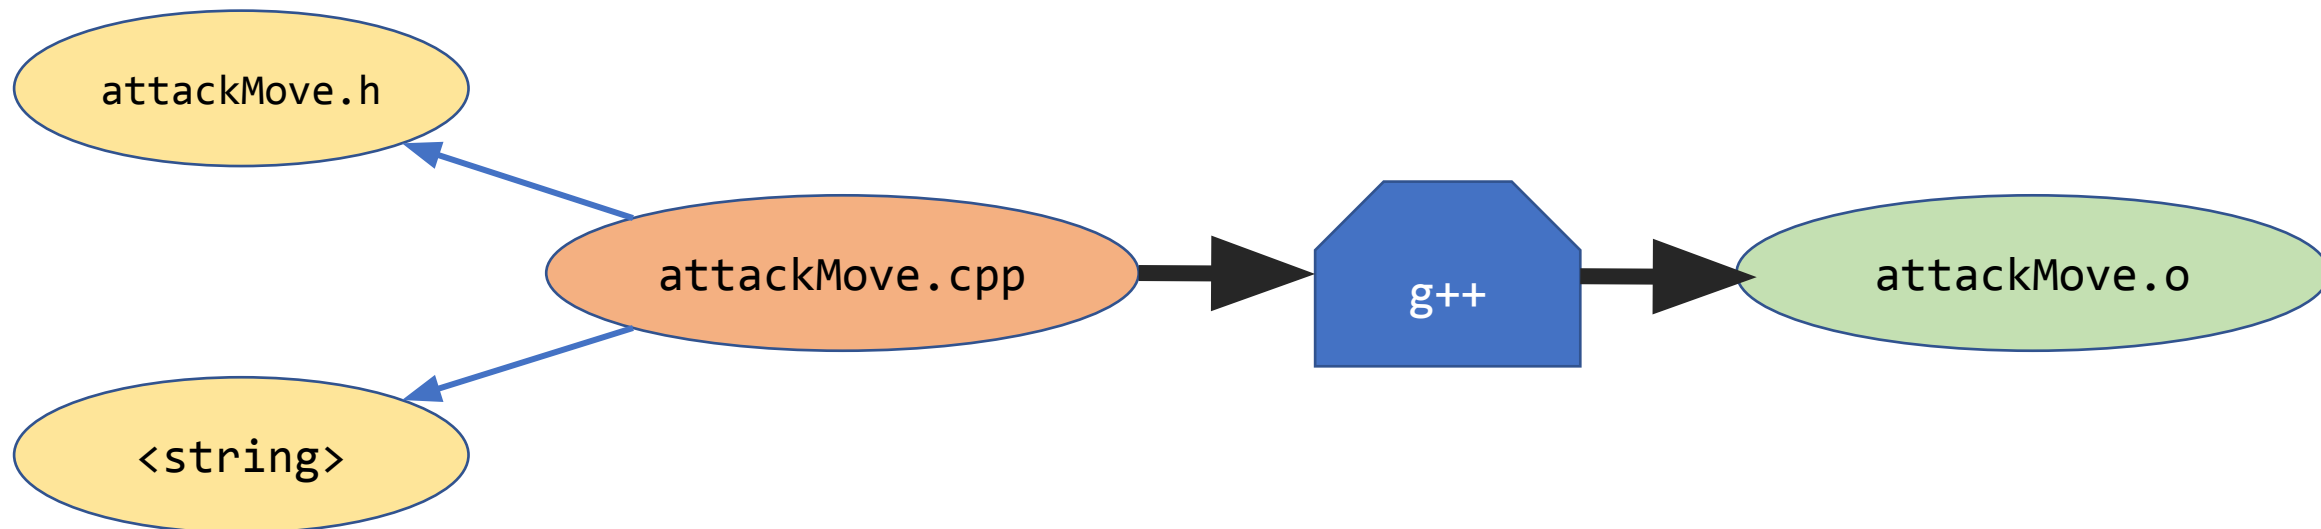 attackMove.h
attackMove.cpp
g++
attackMove.o
<string>